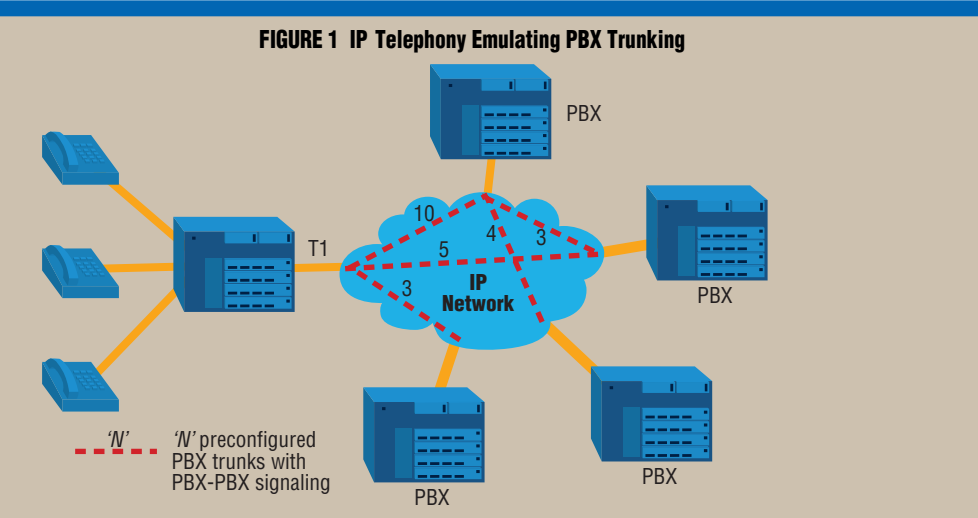 FIGURE 1 IP Telephony Emulating PBX Trunking
PBX
10
4
3
T1
5
3
IP
Network
PBX
PBX
PBX
'N'
'N' preconfigured
PBX trunks with
PBX-PBX signaling